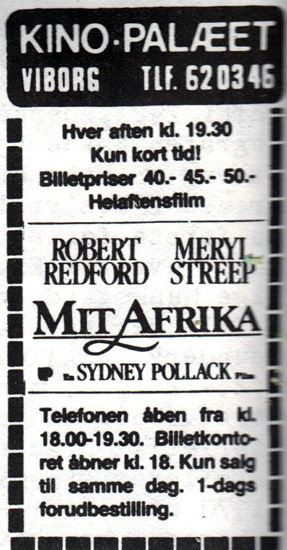 KINO-PALÆET
VIBORG TLF. 620346
Hver aften kl. 19.30
Kun kort tid!
Billetpriser 40.- 45.- 50.-
Helaftensfilm
ROBERT MERYL
REDFORD STREEP
MIT AFRIKA
SYDNEY POLLACK
Telefonen åben fra kl.
18.00-19.30. Billetkonto-
ret åbner kl. 18. Kun salg
til samme dag. 1-dags
forudbestilling.